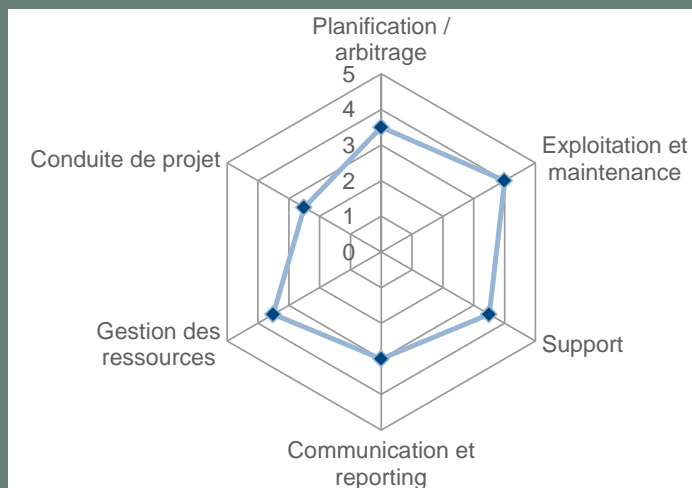 Planification /
arbitrage
5
4
3
2
1
0
Exploitation et
maintenance
Support
Communication et
reporting
Gestion des
ressources
Conduite de projet